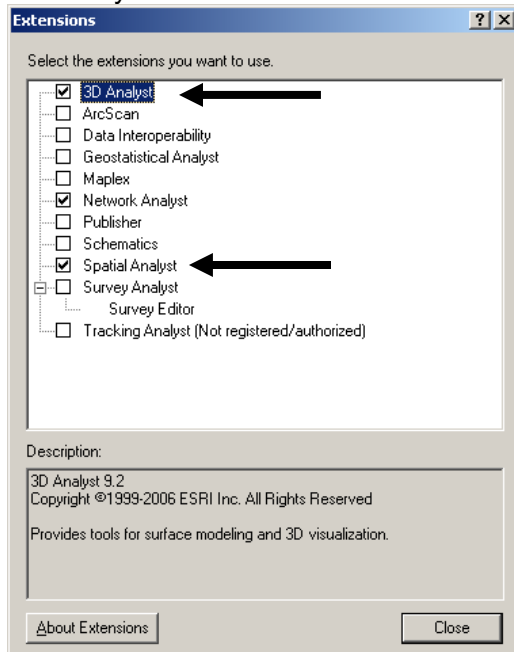 Extensions
Select the extensions you want to use.
3D Analyst
ArcScan
Data Interoperability
Geostatistical Analyst
Maplex
Network Analyst
Publisher
Schematics
Spatial Analyst
Survey Analyst
Survey Editor
Tracking Analyst (Not registered/authorized)
Description:
3D Analyst 9.2
Copyright ©1999-2006 ESRI Inc. All Rights Reserved
Provides tools for surface modeling and 3D visualization.
About Extensions
Close